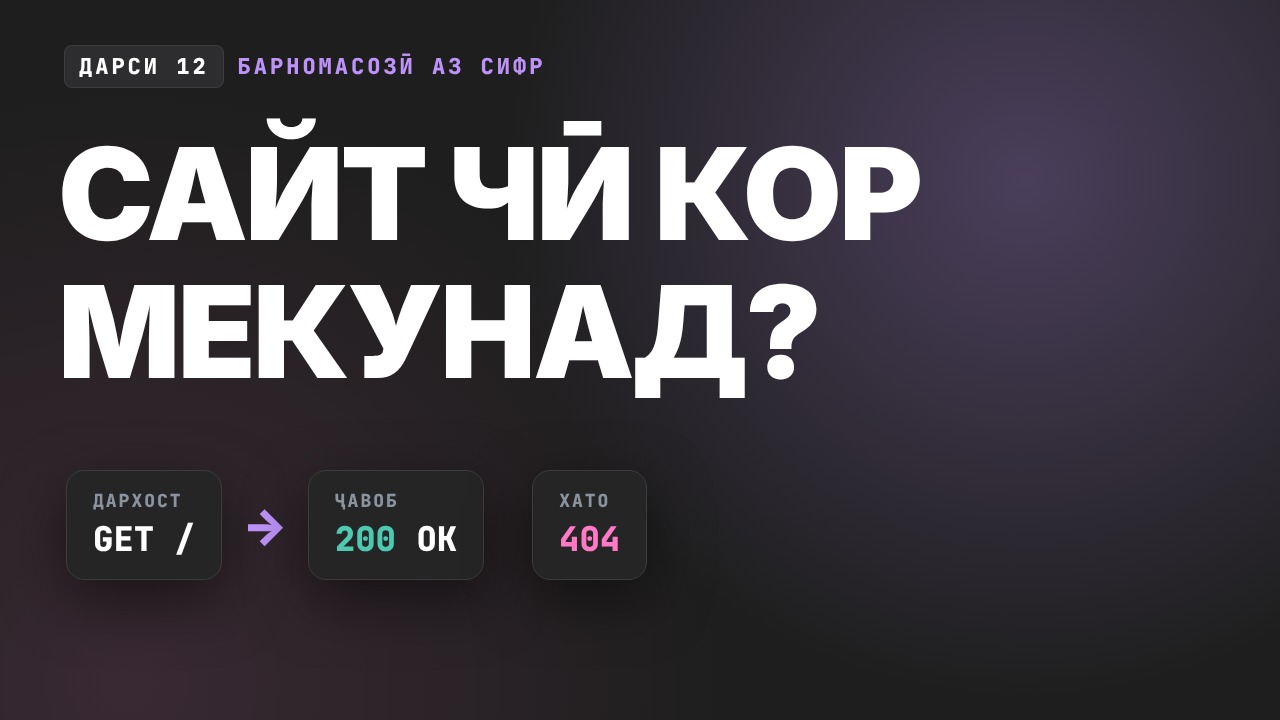 ДАРСИ 12 БАРНОМАСОЗӢ АЗ СИФР
САЙТ ЧӢ КОР
МЕКУНАД?
ДАРХОСТ
GET /
→
ҶАВОБ
200 OK
ХАТО
404